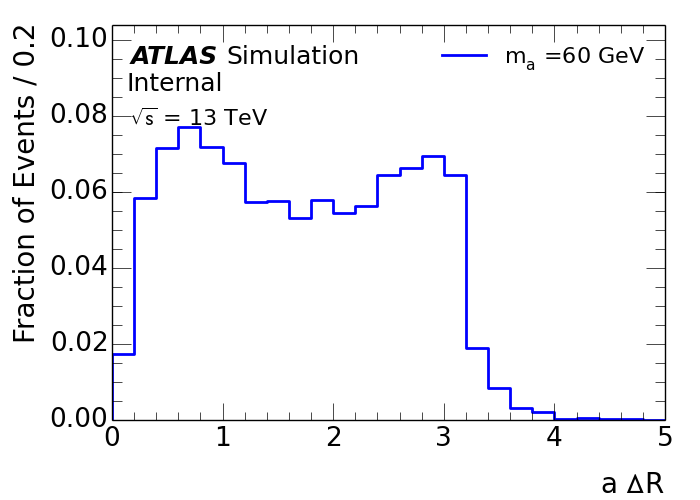 ATLAS Simulation
Internal
√s = 13 TeV
mₐ =60 GeV
Fraction of Events / 0.2
0.10
0.08
0.06
0.04
0.02
0.00
0 1 2 3 4 5
a ΔR